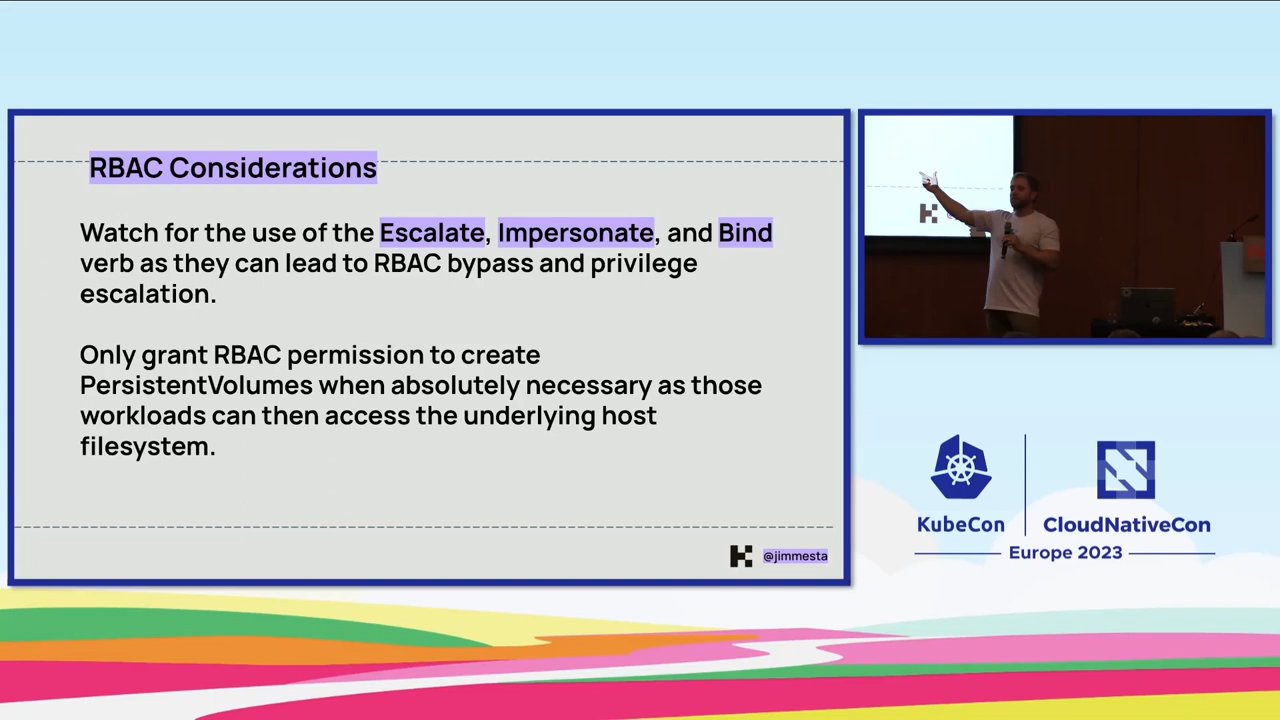 RBAC Considerations
Watch for the use of the Escalate, Impersonate, and Bind
verb as they can lead to RBAC bypass and privilege
escalation.
Only grant RBAC permission to create
PersistentVolumes when absolutely necessary as those
workloads can then access the underlying host
filesystem.
@jimmesta
KubeCon
CloudNativeCon
Europe 2023